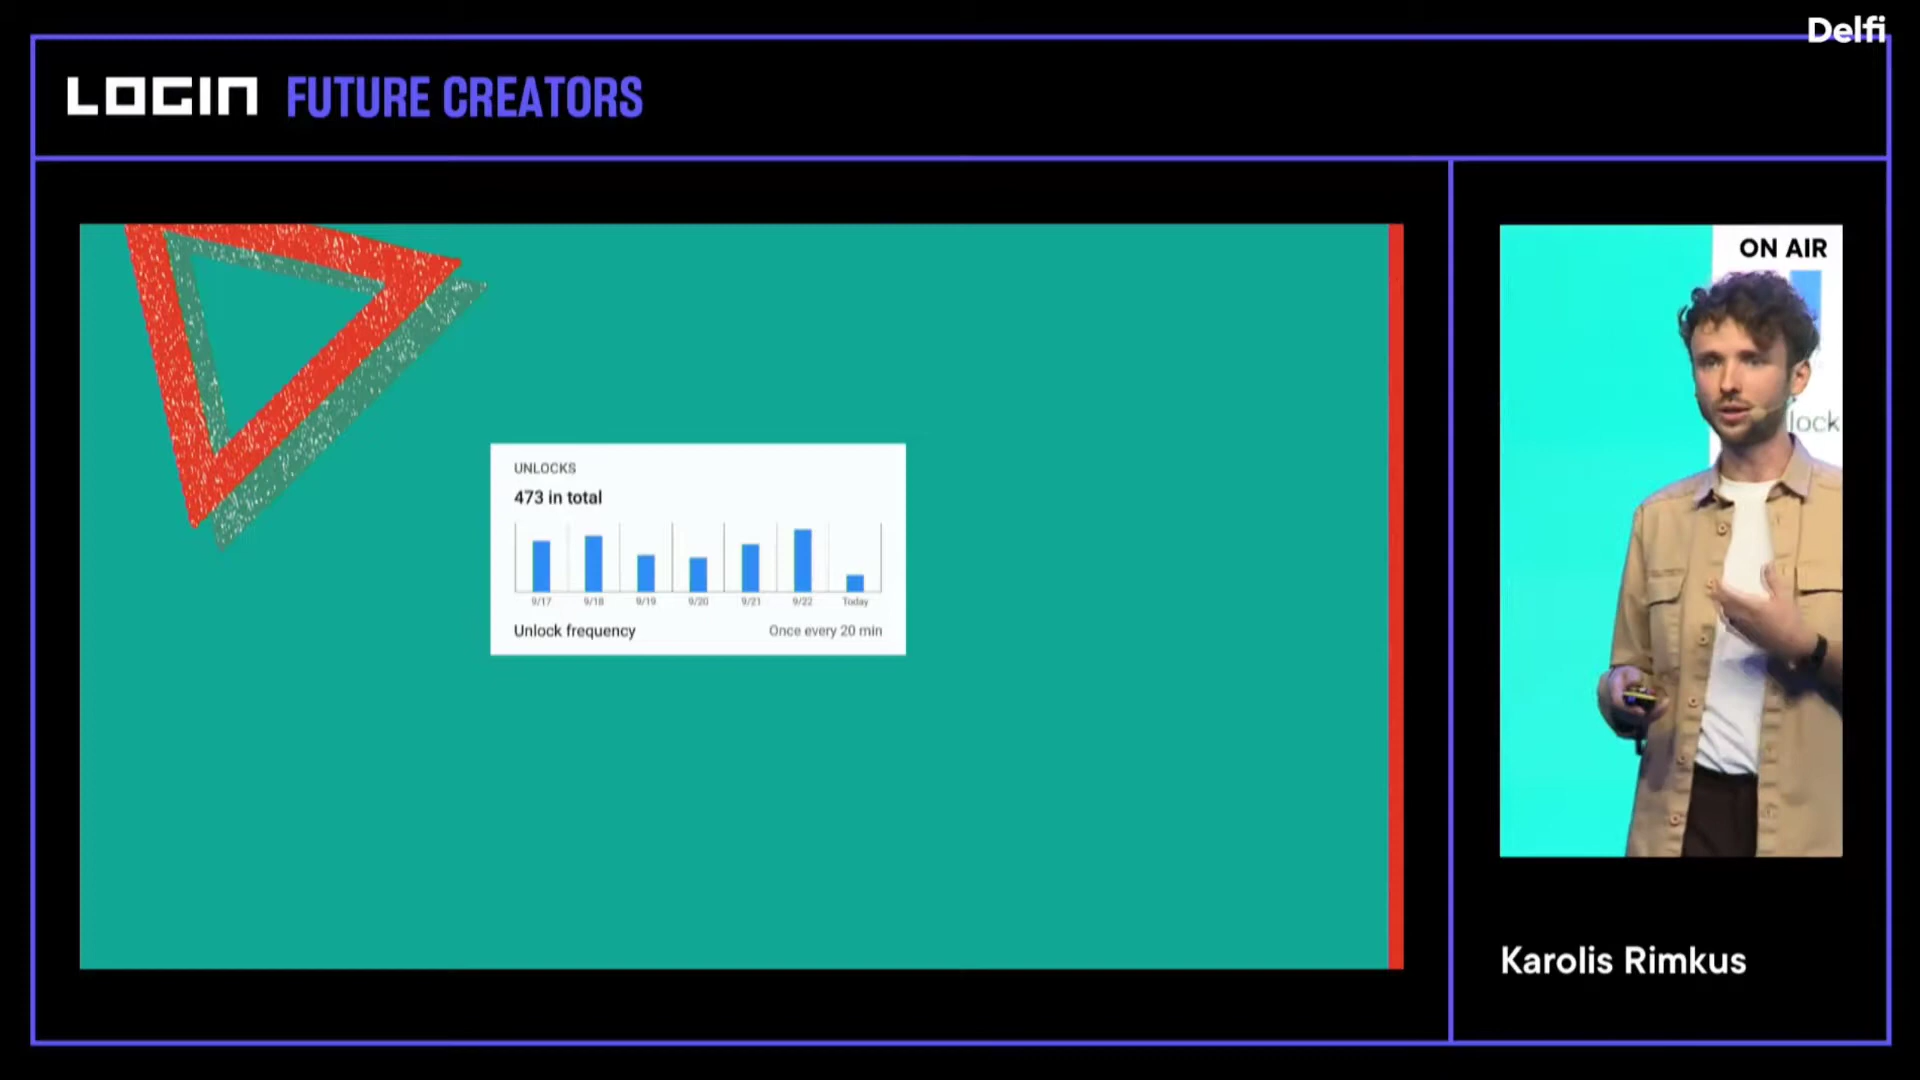 Delfi
LOGIN FUTURE CREATORS
ON AIR
lock
UNLOCKS
473 in total
9/17 9/18 9/19 9/20 9/21 9/22 Today
Unlock frequency Once every 20 min
Karolis Rimkus